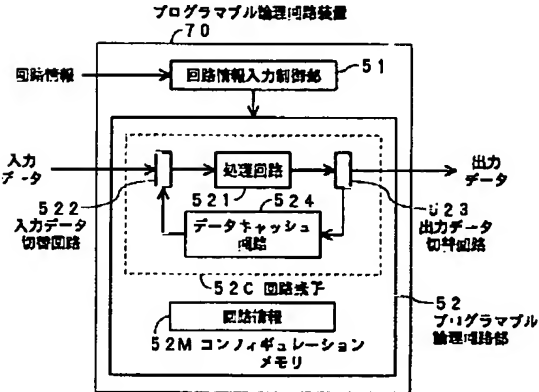 プログラマブル論理回路装置
70
回路情報
回路情報入力制御部
51
入力
データ
処理回路
出力
データ
522
521
524
523
入力データ
切替回路
データキャッシュ
回路
出力データ
切替回路
52C 回路素子
回路情報
52
プログラマブル
論理回路部
52M コンフィギュレーション
メモリ